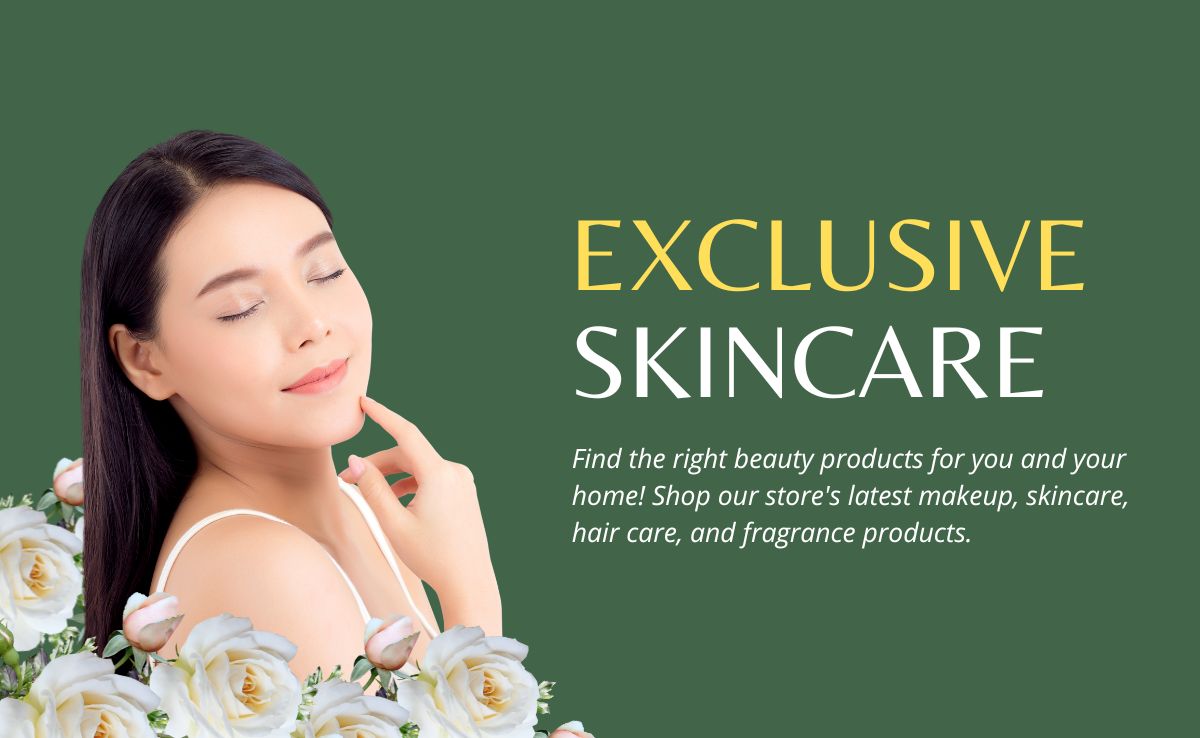 EXCLUSIVE
SKINCARE
Find the right beauty products for you and your
home! Shop our store's latest makeup, skincare,
hair care, and fragrance products.